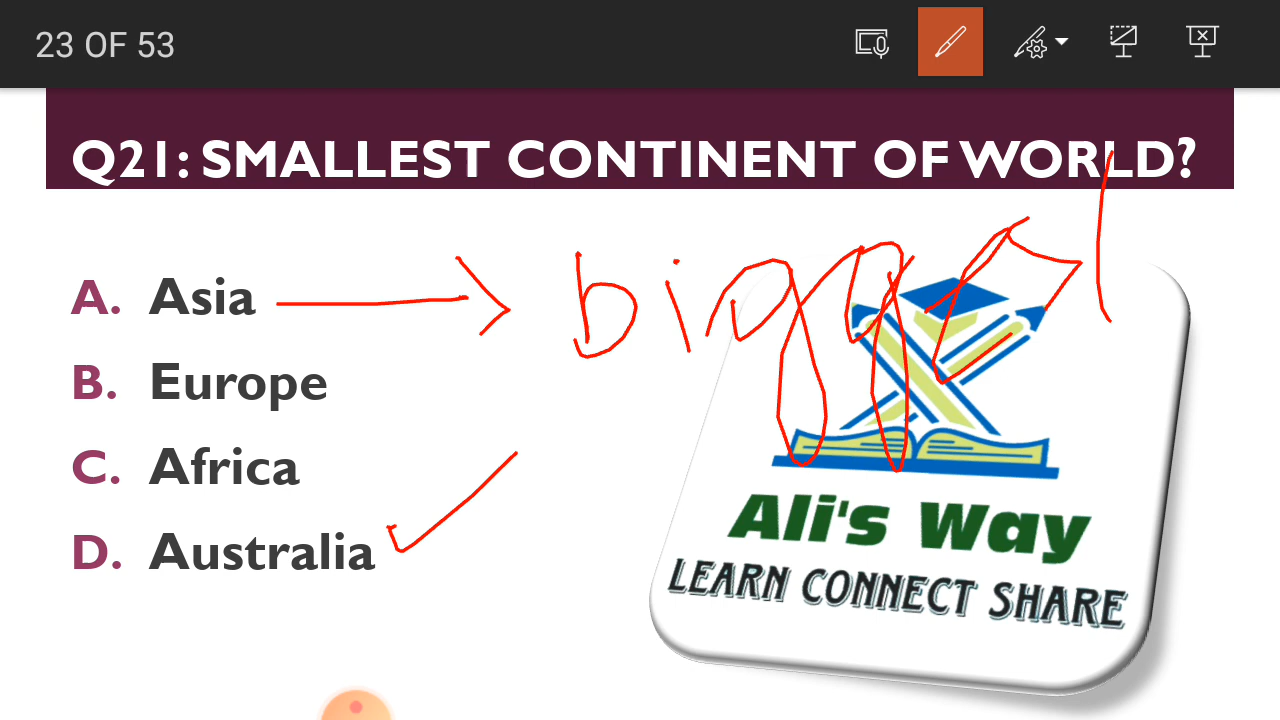 23 OF 53
Q21: SMALLEST CONTINENT OF WORLD?
A. Asia → biggest
B. Europe
C. Africa
D. Australia ✓
Ali's Way
LEARN CONNECT SHARE